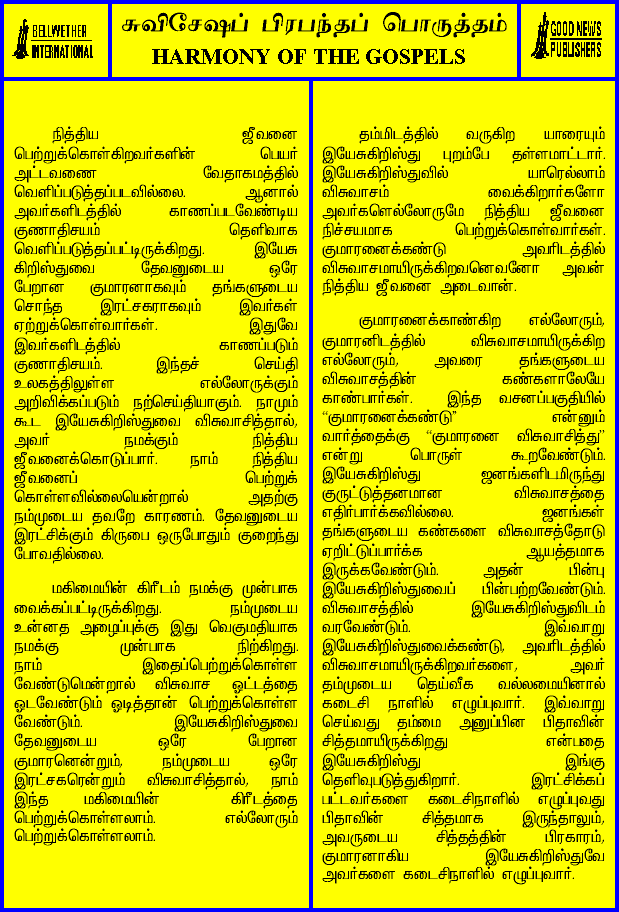 BELLWETHER
INTERNATIONAL
சுவிசேஷப் பிரபந்தப் பொருத்தம்
HARMONY OF THE GOSPELS
GOOD NEWS
PUBLISHERS
நித்திய ஜீவனை
பெற்றுக்கொள்கிறவர்களின் பெயர்
அட்டவணை வேதாகமத்தில்
வெளிப்படுத்தப்படவில்லை. ஆனால்
அவர்களிடத்தில் காணப்படவேண்டிய
குணாதிசயம் தெளிவாக
வெளிப்படுத்தப்பட்டிருக்கிறது. இயேசு
கிறிஸ்துவை தேவனுடைய ஒரே
பேறான குமாரனாகவும் தங்களுடைய
சொந்த இரட்சகராகவும் இவர்கள்
ஏற்றுக்கொள்வார்கள். இதுவே
இவர்களிடத்தில் காணப்படும்
குணாதிசயம். இந்தச் செய்தி
உலகத்திலுள்ள எல்லோருக்கும்
அறிவிக்கப்படும் நற்செய்தியாகும். நாமும்
கூட இயேசுகிறிஸ்துவை விசுவாசித்தால்,
அவர் நமக்கும் நித்திய
ஜீவனைக்கொடுப்பார். நாம் நித்திய
ஜீவனைப் பெற்றுக்
கொள்ளவில்லையென்றால் அதற்கு
நம்முடைய தவறே காரணம். தேவனுடைய
இரட்சிக்கும் கிருபை ஒருபோதும் குறைந்து
போவதில்லை.
மகிமையின் கிரீடம் நமக்கு முன்பாக
வைக்கப்பட்டிருக்கிறது. நம்முடைய
உன்னத அழைப்புக்கு இது வெகுமதியாக
நமக்கு முன்பாக நிற்கிறது.
நாம் இதைப்பெற்றுக்கொள்ள
வேண்டுமென்றால் விசுவாச ஓட்டத்தை
ஓடவேண்டும் ஓடித்தான் பெற்றுக்கொள்ள
வேண்டும். இயேசுகிறிஸ்துவை
தேவனுடைய ஒரே பேறான
குமாரனென்றும், நம்முடைய ஒரே
இரட்சகரென்றும் விசுவாசித்தால், நாம்
இந்த மகிமையின் கிரீடத்தை
பெற்றுக்கொள்ளலாம். எல்லோரும்
பெற்றுக்கொள்ளலாம்.
தம்மிடத்தில் வருகிற யாரையும்
இயேசுகிறிஸ்து புறம்பே தள்ளமாட்டார்.
இயேசுகிறிஸ்துவில் யாரெல்லாம்
விசுவாசம் வைக்கிறார்களோ
அவர்களெல்லோருமே நித்திய ஜீவனை
நிச்சயமாக பெற்றுக்கொள்வார்கள்.
குமாரனைக்கண்டு அவரிடத்தில்
விசுவாசமாயிருக்கிறவனெவனோ அவன்
நித்திய ஜீவனை அடைவான்.
குமாரனைக்காண்கிற எல்லோரும்,
குமாரனிடத்தில் விசுவாசமாயிருக்கிற
எல்லோரும், அவரை தங்களுடைய
விசுவாசத்தின் கண்களாலேயே
காண்பார்கள். இந்த வசனப்பகுதியில்
“குமாரனைக்கண்டு” என்னும்
வார்த்தைக்கு “குமாரனை விசுவாசித்து”
என்று பொருள் கூறவேண்டும்.
இயேசுகிறிஸ்து ஜனங்களிடமிருந்து
குருட்டுத்தனமான விசுவாசத்தை
எதிர்பார்க்கவில்லை. ஜனங்கள்
தங்களுடைய கண்களை விசுவாசத்தோடு
ஏறிட்டுப்பார்க்க ஆயத்தமாக
இருக்கவேண்டும். அதன் பின்பு
இயேசுகிறிஸ்துவைப் பின்பற்றவேண்டும்.
விசுவாசத்தில் இயேசுகிறிஸ்துவிடம்
வரவேண்டும். இவ்வாறு
இயேசுகிறிஸ்துவைக்கண்டு, அவரிடத்தில்
விசுவாசமாயிருக்கிறவர்களை, அவர்
தம்முடைய தெய்வீக வல்லமையினால்
கடைசி நாளில் எழுப்புவார். இவ்வாறு
செய்வது தம்மை அனுப்பின பிதாவின்
சித்தமாயிருக்கிறது என்பதை
இயேசுகிறிஸ்து இங்கு
தெளிவுபடுத்துகிறார். இரட்சிக்கப்
பட்டவர்களை கடைசிநாளில் எழுப்புவது
பிதாவின் சித்தமாக இருந்தாலும்,
அவருடைய சித்தத்தின் பிரகாரம்,
குமாரனாகிய இயேசுகிறிஸ்துவே
அவர்களை கடைசிநாளில் எழுப்புவார்.